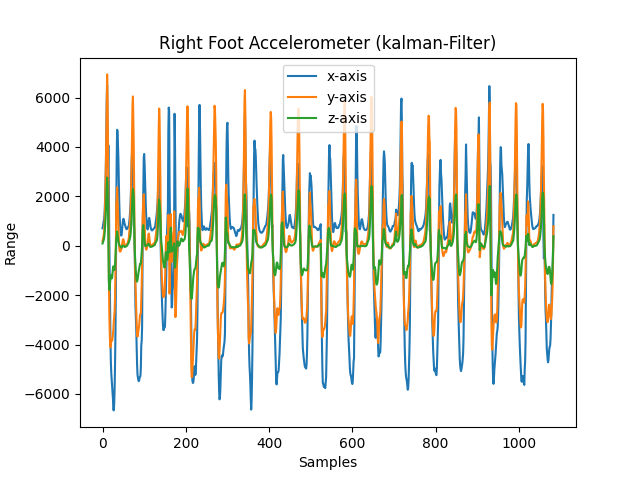 Right Foot Accelerometer (kalman-Filter)
x-axis
y-axis
z-axis
6000
4000
2000
0
−2000
−4000
−6000
Range
0
200
400
600
800
1000
Samples